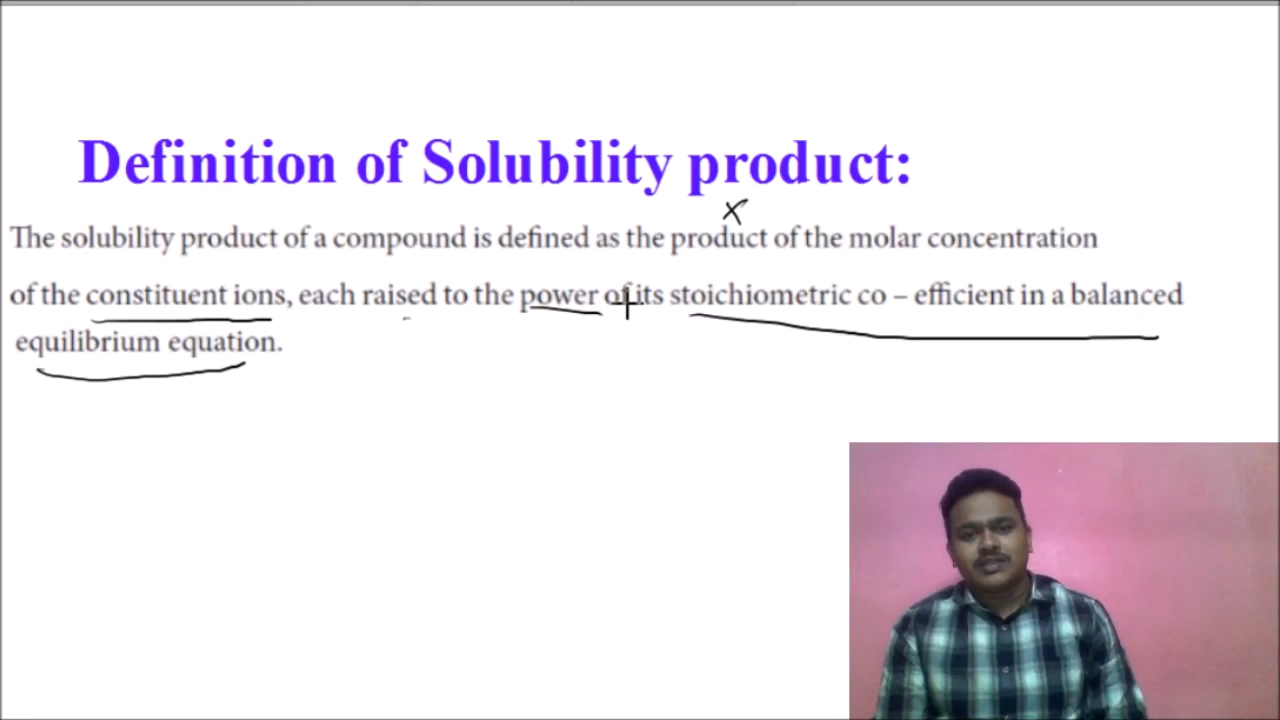 Definition of Solubility product:
x
The solubility product of a compound is defined as the product of the molar concentration
of the constituent ions, each raised to the power of its stoichiometric co – efficient in a balanced
equilibrium equation.